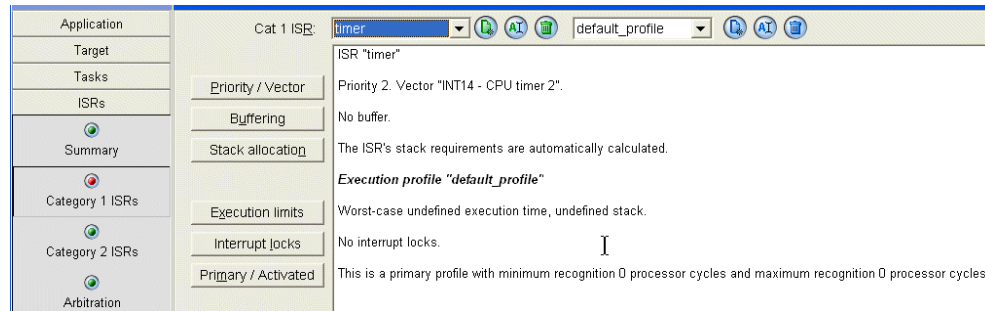 Application
Target
Tasks
ISRs
Summary
Category 1 ISRs
Category 2 ISRs
Arbitration
Cat 1 ISR: timer default_profile
ISR "timer"
Priority / Vector Priority 2. Vector "INT14 - CPU timer 2".
Buffering No buffer.
Stack allocation The ISR's stack requirements are automatically calculated.
Execution profile "default_profile"
Execution limits Worst-case undefined execution time, undefined stack.
Interrupt locks No interrupt locks.
Primary / Activated This is a primary profile with minimum recognition 0 processor cycles and maximum recognition 0 processor cycles